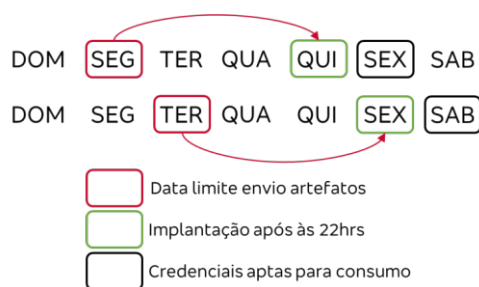 DOM SEG TER QUA QUI SEX SAB
DOM SEG TER QUA QUI SEX SAB
Data limite envio artefatos
Implantação após às 22hrs
Credenciais aptas para consumo